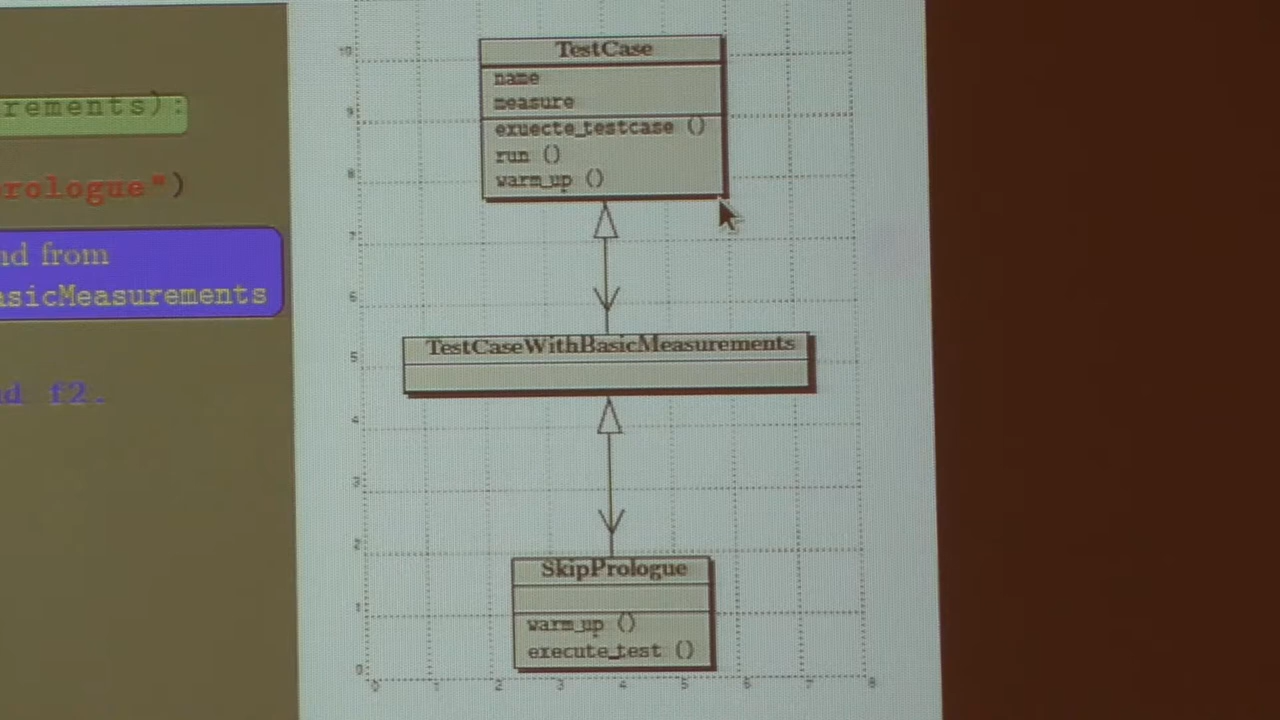 rements):
rologue")
nd from
asicMeasurements
d f2.
TestCase
name
measure
exuecte_testcase ()
run ()
warm_up ()
TestCaseWithBasicMeasurements
SkipPrologue
warm_up ()
execute_test ()
10
9
8
7
6
5
4
3
2
1
0
0 1 2 3 4 5 6 7 8